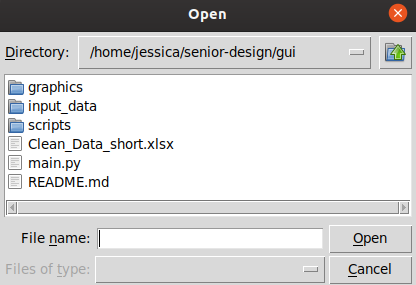 Open
Directory: /home/jessica/senior-design/gui
graphics
input_data
scripts
Clean_Data_short.xlsx
main.py
README.md
File name: Open
Files of type: Cancel